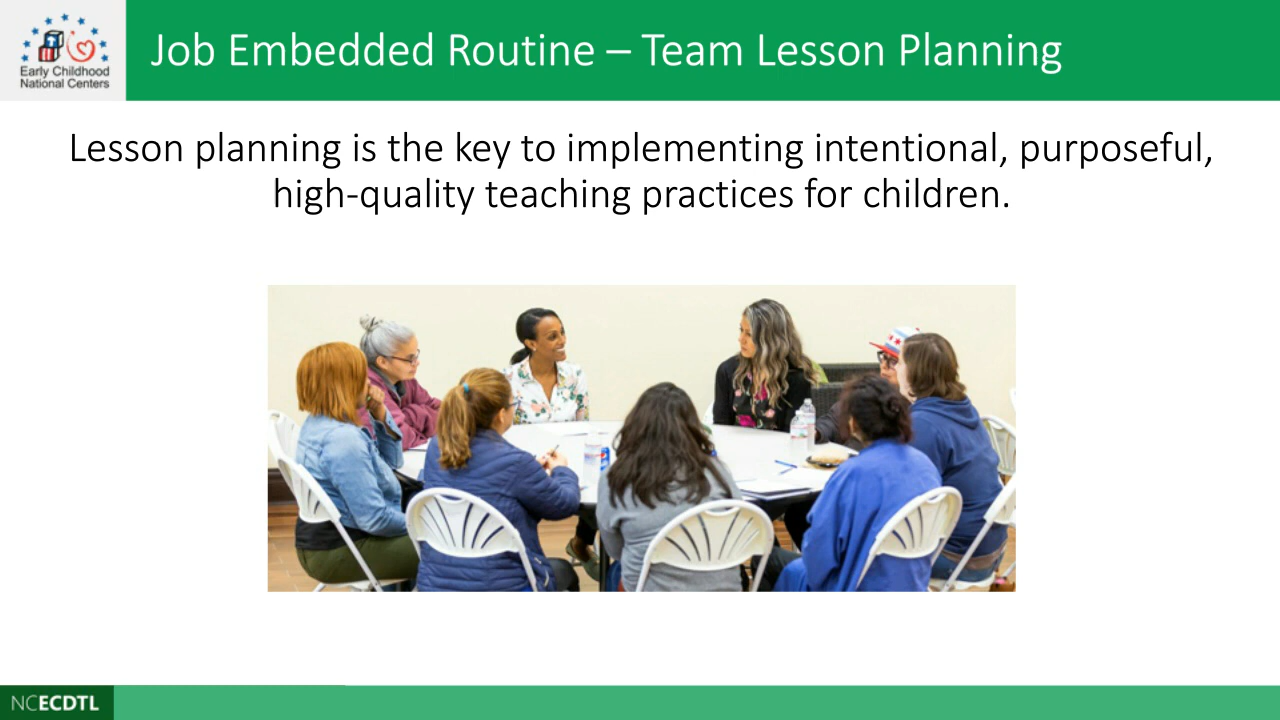 Early Childhood
National Centers
Job Embedded Routine – Team Lesson Planning
Lesson planning is the key to implementing intentional, purposeful,
high-quality teaching practices for children.
NCECDTL